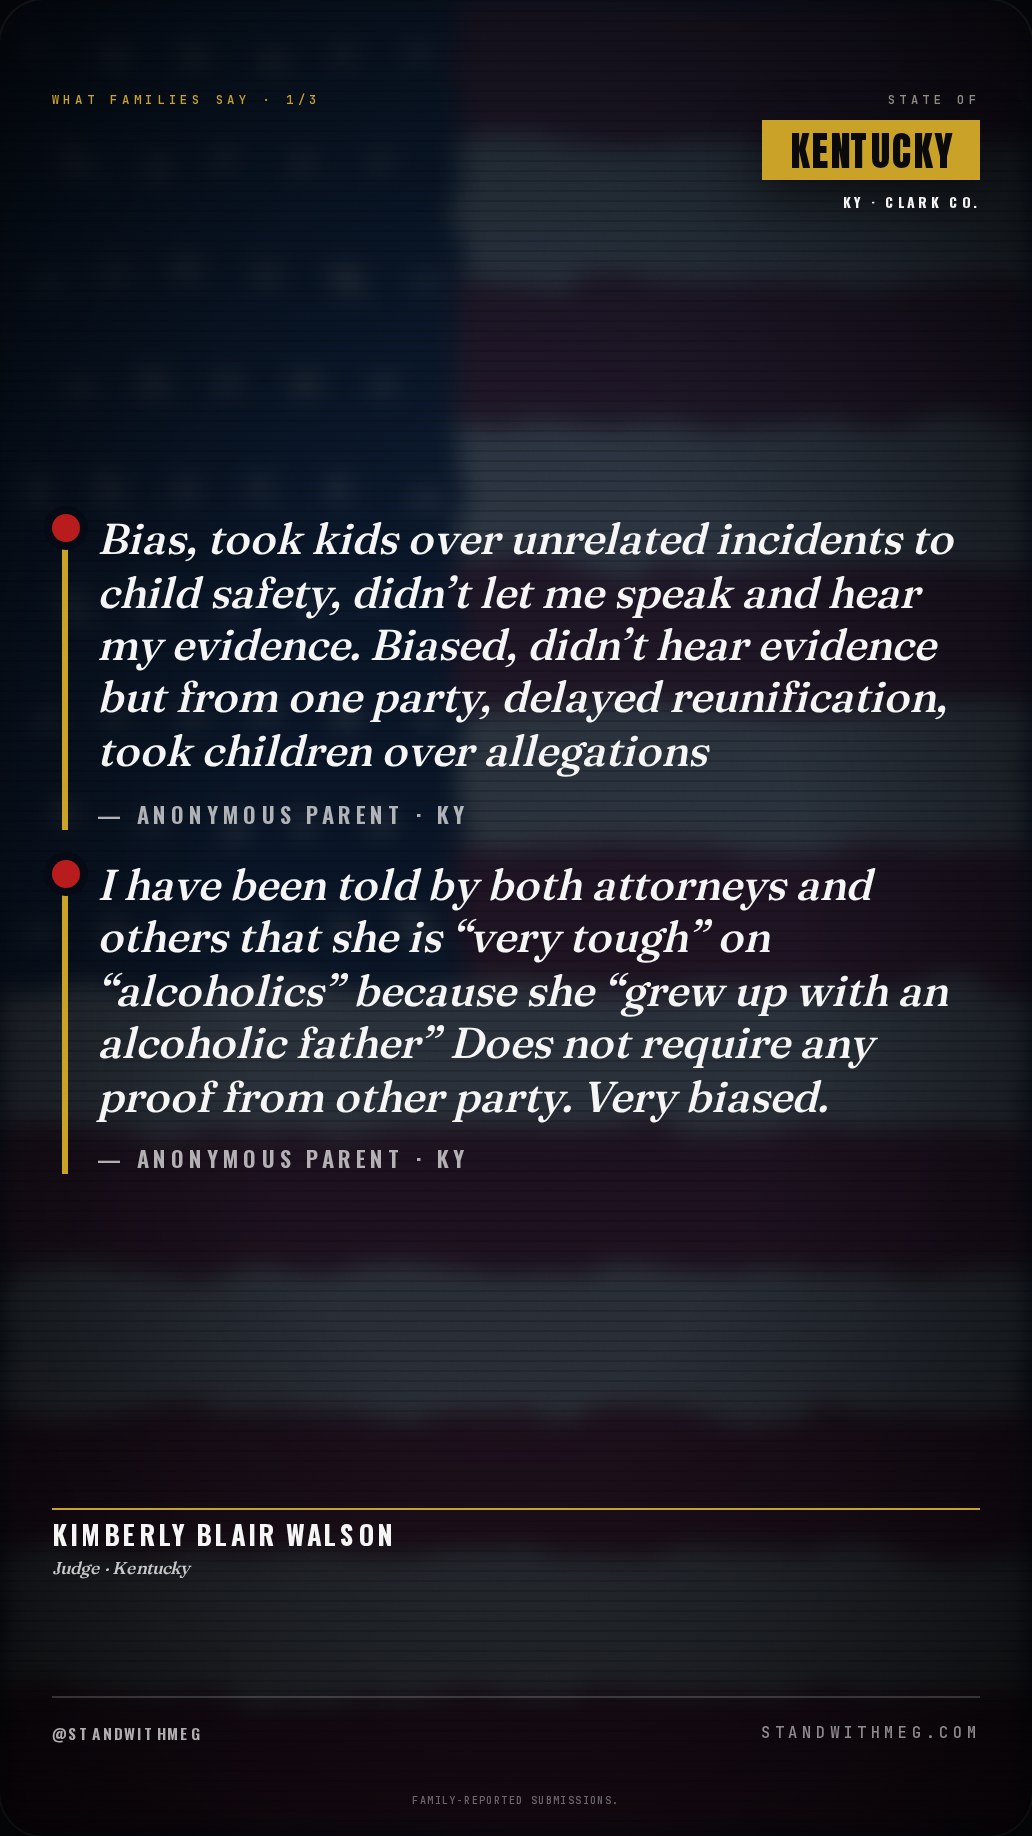 WHAT FAMILIES SAY · 1/3
STATE OF
KENTUCKY
KY · CLARK CO.
Bias, took kids over unrelated incidents to
child safety, didn’t let me speak and hear
my evidence. Biased, didn’t hear evidence
but from one party, delayed reunification,
took children over allegations
— ANONYMOUS PARENT · KY
I have been told by both attorneys and
others that she is “very tough” on
“alcoholics” because she “grew up with an
alcoholic father” Does not require any
proof from other party. Very biased.
— ANONYMOUS PARENT · KY
KIMBERLY BLAIR WALSON
Judge · Kentucky
@STANDWITHMEG
STANDWITHMEG.COM
FAMILY-REPORTED SUBMISSIONS.